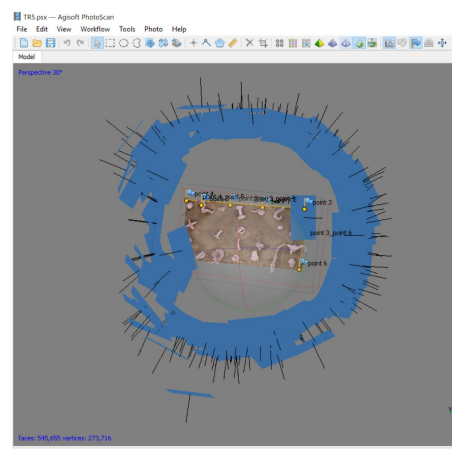 TR5.psx — Agisoft PhotoScan
File Edit View Workflow Tools Photo Help
Model
Perspective 30°
point 3
point 3_point 6
point 6
faces: 545,655 vertices: 273,716